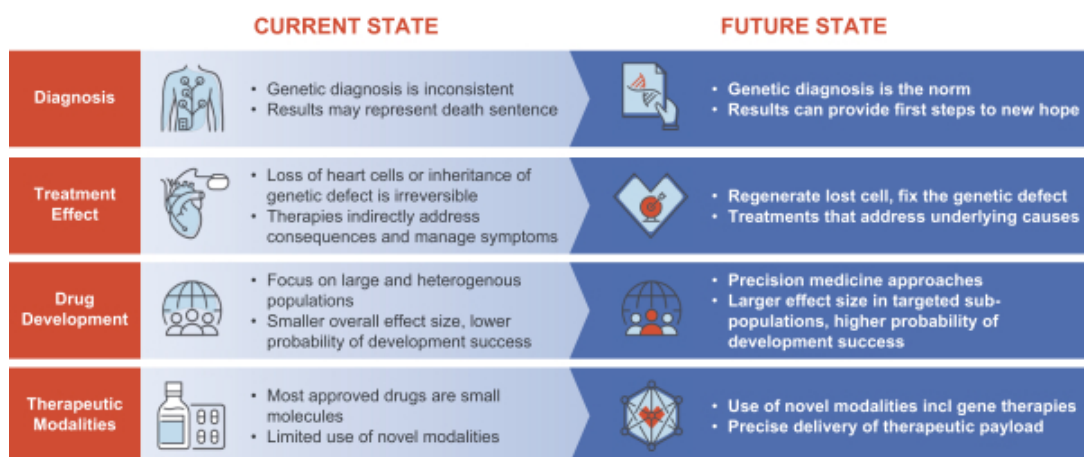 CURRENT STATE
FUTURE STATE
Diagnosis
• Genetic diagnosis is inconsistent
• Results may represent death sentence
• Genetic diagnosis is the norm
• Results can provide first steps to new hope
Treatment
Effect
• Loss of heart cells or inheritance of
genetic defect is irreversible
• Therapies indirectly address
consequences and manage symptoms
• Regenerate lost cell, fix the genetic defect
• Treatments that address underlying causes
Drug
Development
• Focus on large and heterogenous
populations
• Smaller overall effect size, lower
probability of development success
• Precision medicine approaches
• Larger effect size in targeted sub-
populations, higher probability of
development success
Therapeutic
Modalities
• Most approved drugs are small
molecules
• Limited use of novel modalities
• Use of novel modalities incl gene therapies
• Precise delivery of therapeutic payload